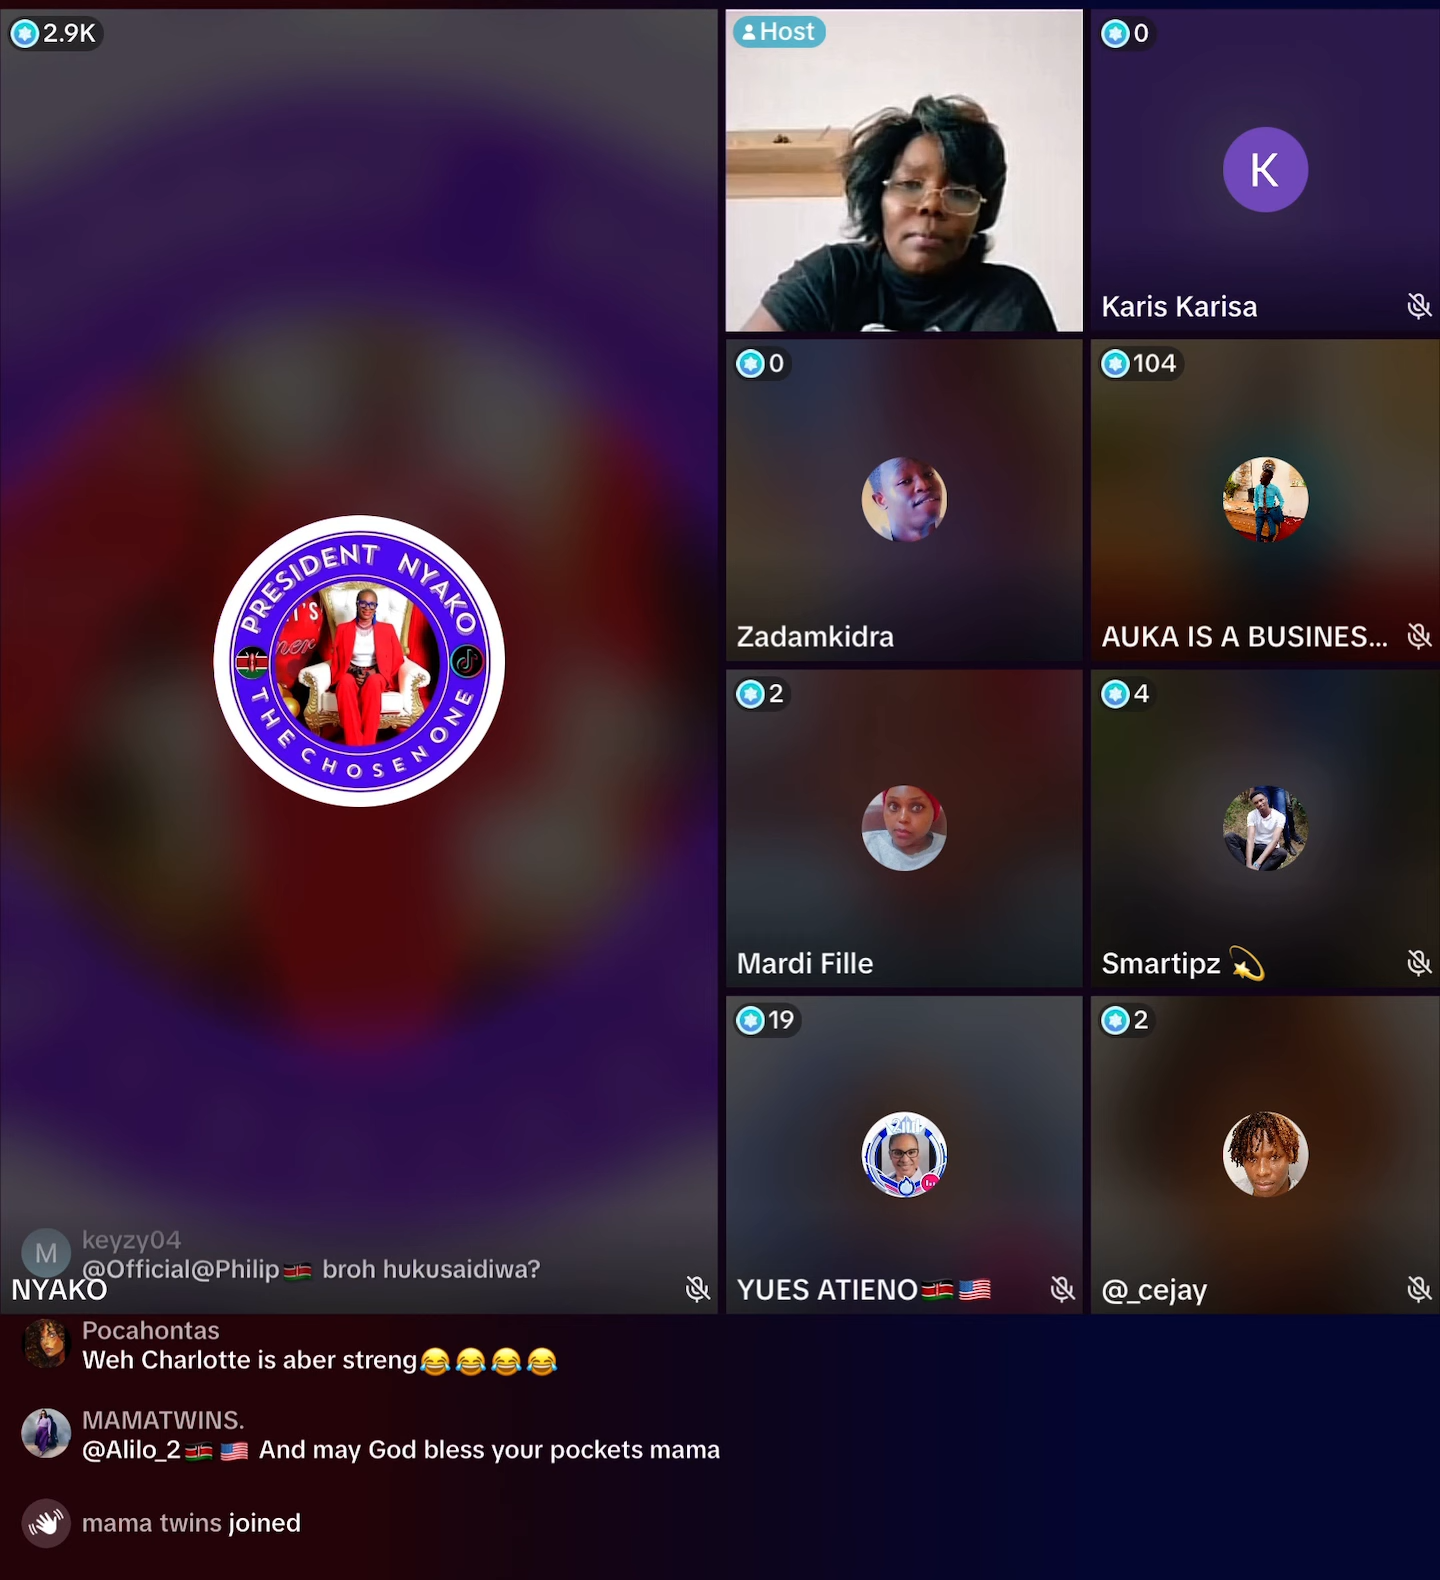 2.9K
PRESIDENT NYAKO
THE CHOSEN ONE
keyzy04
@Official@Philip🇰🇪 broh hukusaidiwa?
NYAKO
Host
0
K
Karis Karisa
0
Zadamkidra
104
AUKA IS A BUSINES...
2
Mardi Fille
4
Smartipz 💫
19
YUES ATIENO🇰🇪🇺🇸
2
@_cejay
M
Pocahontas
Weh Charlotte is aber streng😂😂😂😂
MAMATWINS.
@Alilo_2🇰🇪🇺🇸 And may God bless your pockets mama
mama twins joined